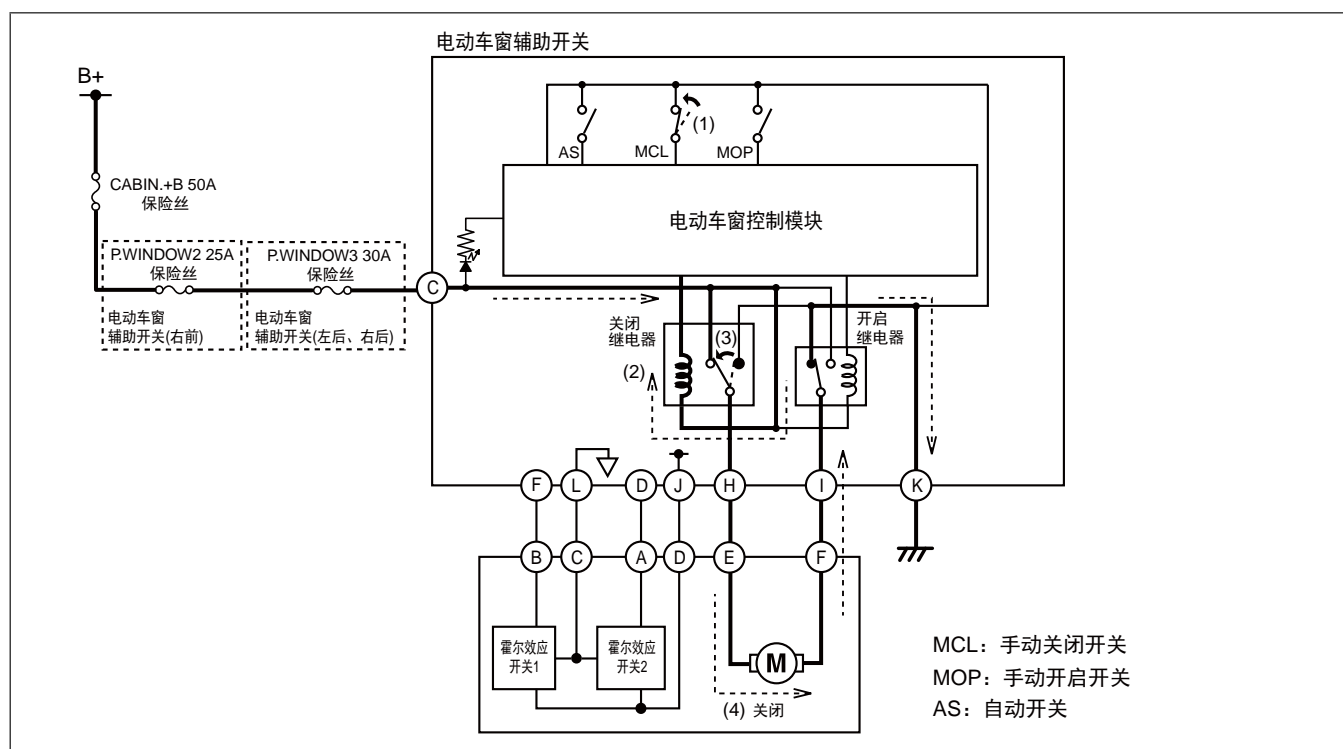 电动车窗辅助开关
B+
(1)
AS
MCL
MOP
CABIN.+B 50A
保险丝
电动车窗控制模块
P.WINDOW2 25A
保险丝
P.WINDOW3 30A
保险丝
C
电动车窗
辅助开关(右前)
电动车窗
辅助开关(左后、右后)
关闭
继电器
(3)
开启
继电器
(2)
F
L
D
J
H
I
K
B
C
A
D
E
F
霍尔效应
开关1
霍尔效应
开关2
M
(4) 关闭
MCL：手动关闭开关
MOP：手动开启开关
AS：自动开关